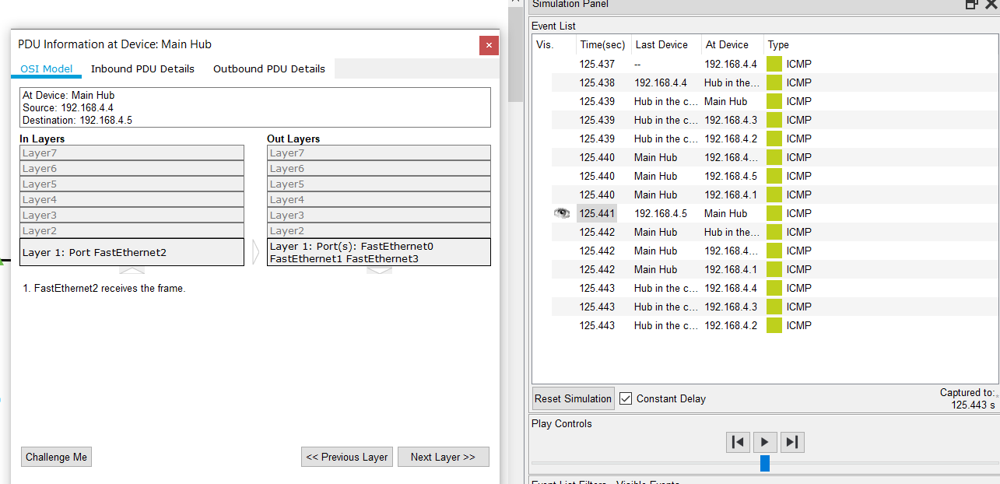 PDU Information at Device: Main Hub
OSI Model Inbound PDU Details Outbound PDU Details
At Device: Main Hub
Source: 192.168.4.4
Destination: 192.168.4.5
In Layers Out Layers
Layer7 Layer7
Layer6 Layer6
Layer5 Layer5
Layer4 Layer4
Layer3 Layer3
Layer2 Layer2
Layer 1: Port FastEthernet2
Layer 1: Port(s): FastEthernet0
FastEthernet1 FastEthernet3
1. FastEthernet2 receives the frame.
Challenge Me << Previous Layer Next Layer >>
Simulation Panel
Event List
Vis. Time(sec) Last Device At Device Type
125.437 -- 192.168.4.4 ICMP
125.438 192.168.4.4 Hub in the... ICMP
125.439 Hub in the c... Main Hub ICMP
125.439 Hub in the c... 192.168.4.3 ICMP
125.439 Hub in the c... 192.168.4.2 ICMP
125.440 Main Hub 192.168.4... ICMP
125.440 Main Hub 192.168.4.5 ICMP
125.440 Main Hub 192.168.4.1 ICMP
125.441 192.168.4.5 Main Hub ICMP
125.442 Main Hub Hub in the... ICMP
125.442 Main Hub 192.168.4... ICMP
125.442 Main Hub 192.168.4.1 ICMP
125.443 Hub in the c... 192.168.4.4 ICMP
125.443 Hub in the c... 192.168.4.3 ICMP
125.443 Hub in the c... 192.168.4.2 ICMP
Reset Simulation Constant Delay
Captured to:
125.443 s
Play Controls
Event List Filters - Visible Events